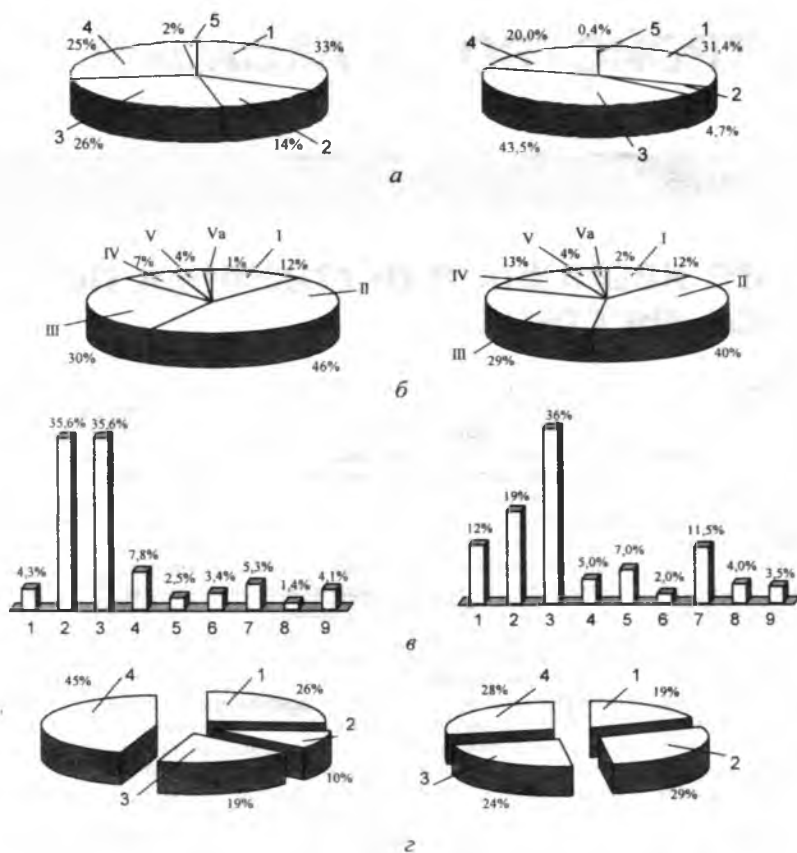 4 2% 5 1
25% 33%
3 26% 14% 2
20,0% 0,4% 5 1
4 31,4%
2
43,5% 3 4,7%
а
IV V Va I
7% 4% 1% 12%
II
III
30% 46%
V Va I
13% 4% 2% 12%
IV II
III
29% 40%
б
35,6% 35,6%
4,3% 7,8% 2,5% 3,4% 5,3% 1,4% 4,1%
1 2 3 4 5 6 7 8 9
36%
12% 19% 5,0% 7,0% 2,0% 11,5% 4,0% 3,5%
1 2 3 4 5 6 7 8 9
в
45% 4 1 26%
2
3 19% 10%
28% 4 1 19%
3 2
24% 29%
г